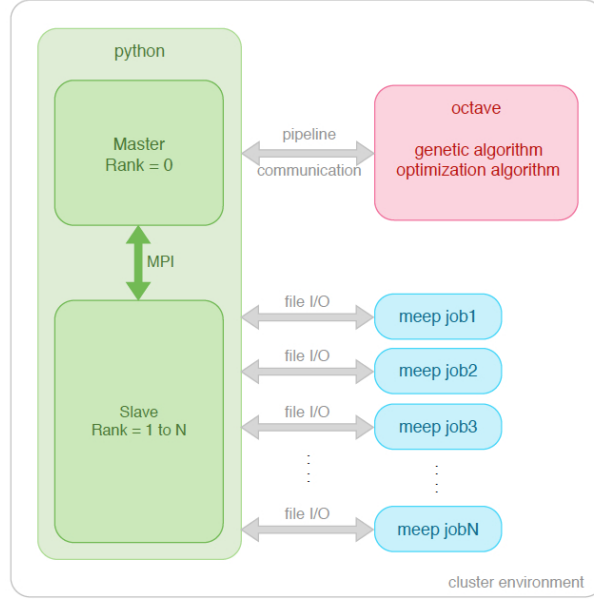 python
Master
Rank = 0
pipeline
communication
octave
genetic algorithm
optimization algorithm
MPI
Slave
Rank = 1 to N
file I/O
meep job1
file I/O
meep job2
file I/O
meep job3
file I/O
meep jobN
cluster environment